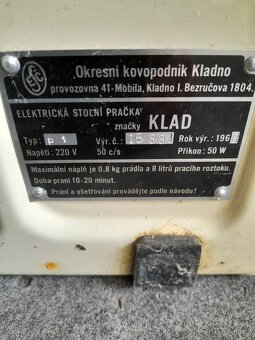 Okresní kovopodnik Kladno
provozovna 41-Mobila, Kladno I. Bezručova 1804.
ELEKTRICKÁ STOLNÍ PRAČKA
značky KLAD
Typ: P1 Výr. č.: Rok výr.: 196
Napětí: 220 V 50 c/s Příkon: 50 W
Maximální náplň je 0,8 kg prádla a 8 litrů pracího roztoku.
Doba praní 10-20 minut.
Praní a ošetřování provádějte podle návodu!